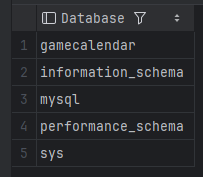 Database
1 gamecalendar
2 information_schema
3 mysql
4 performance_schema
5 sys